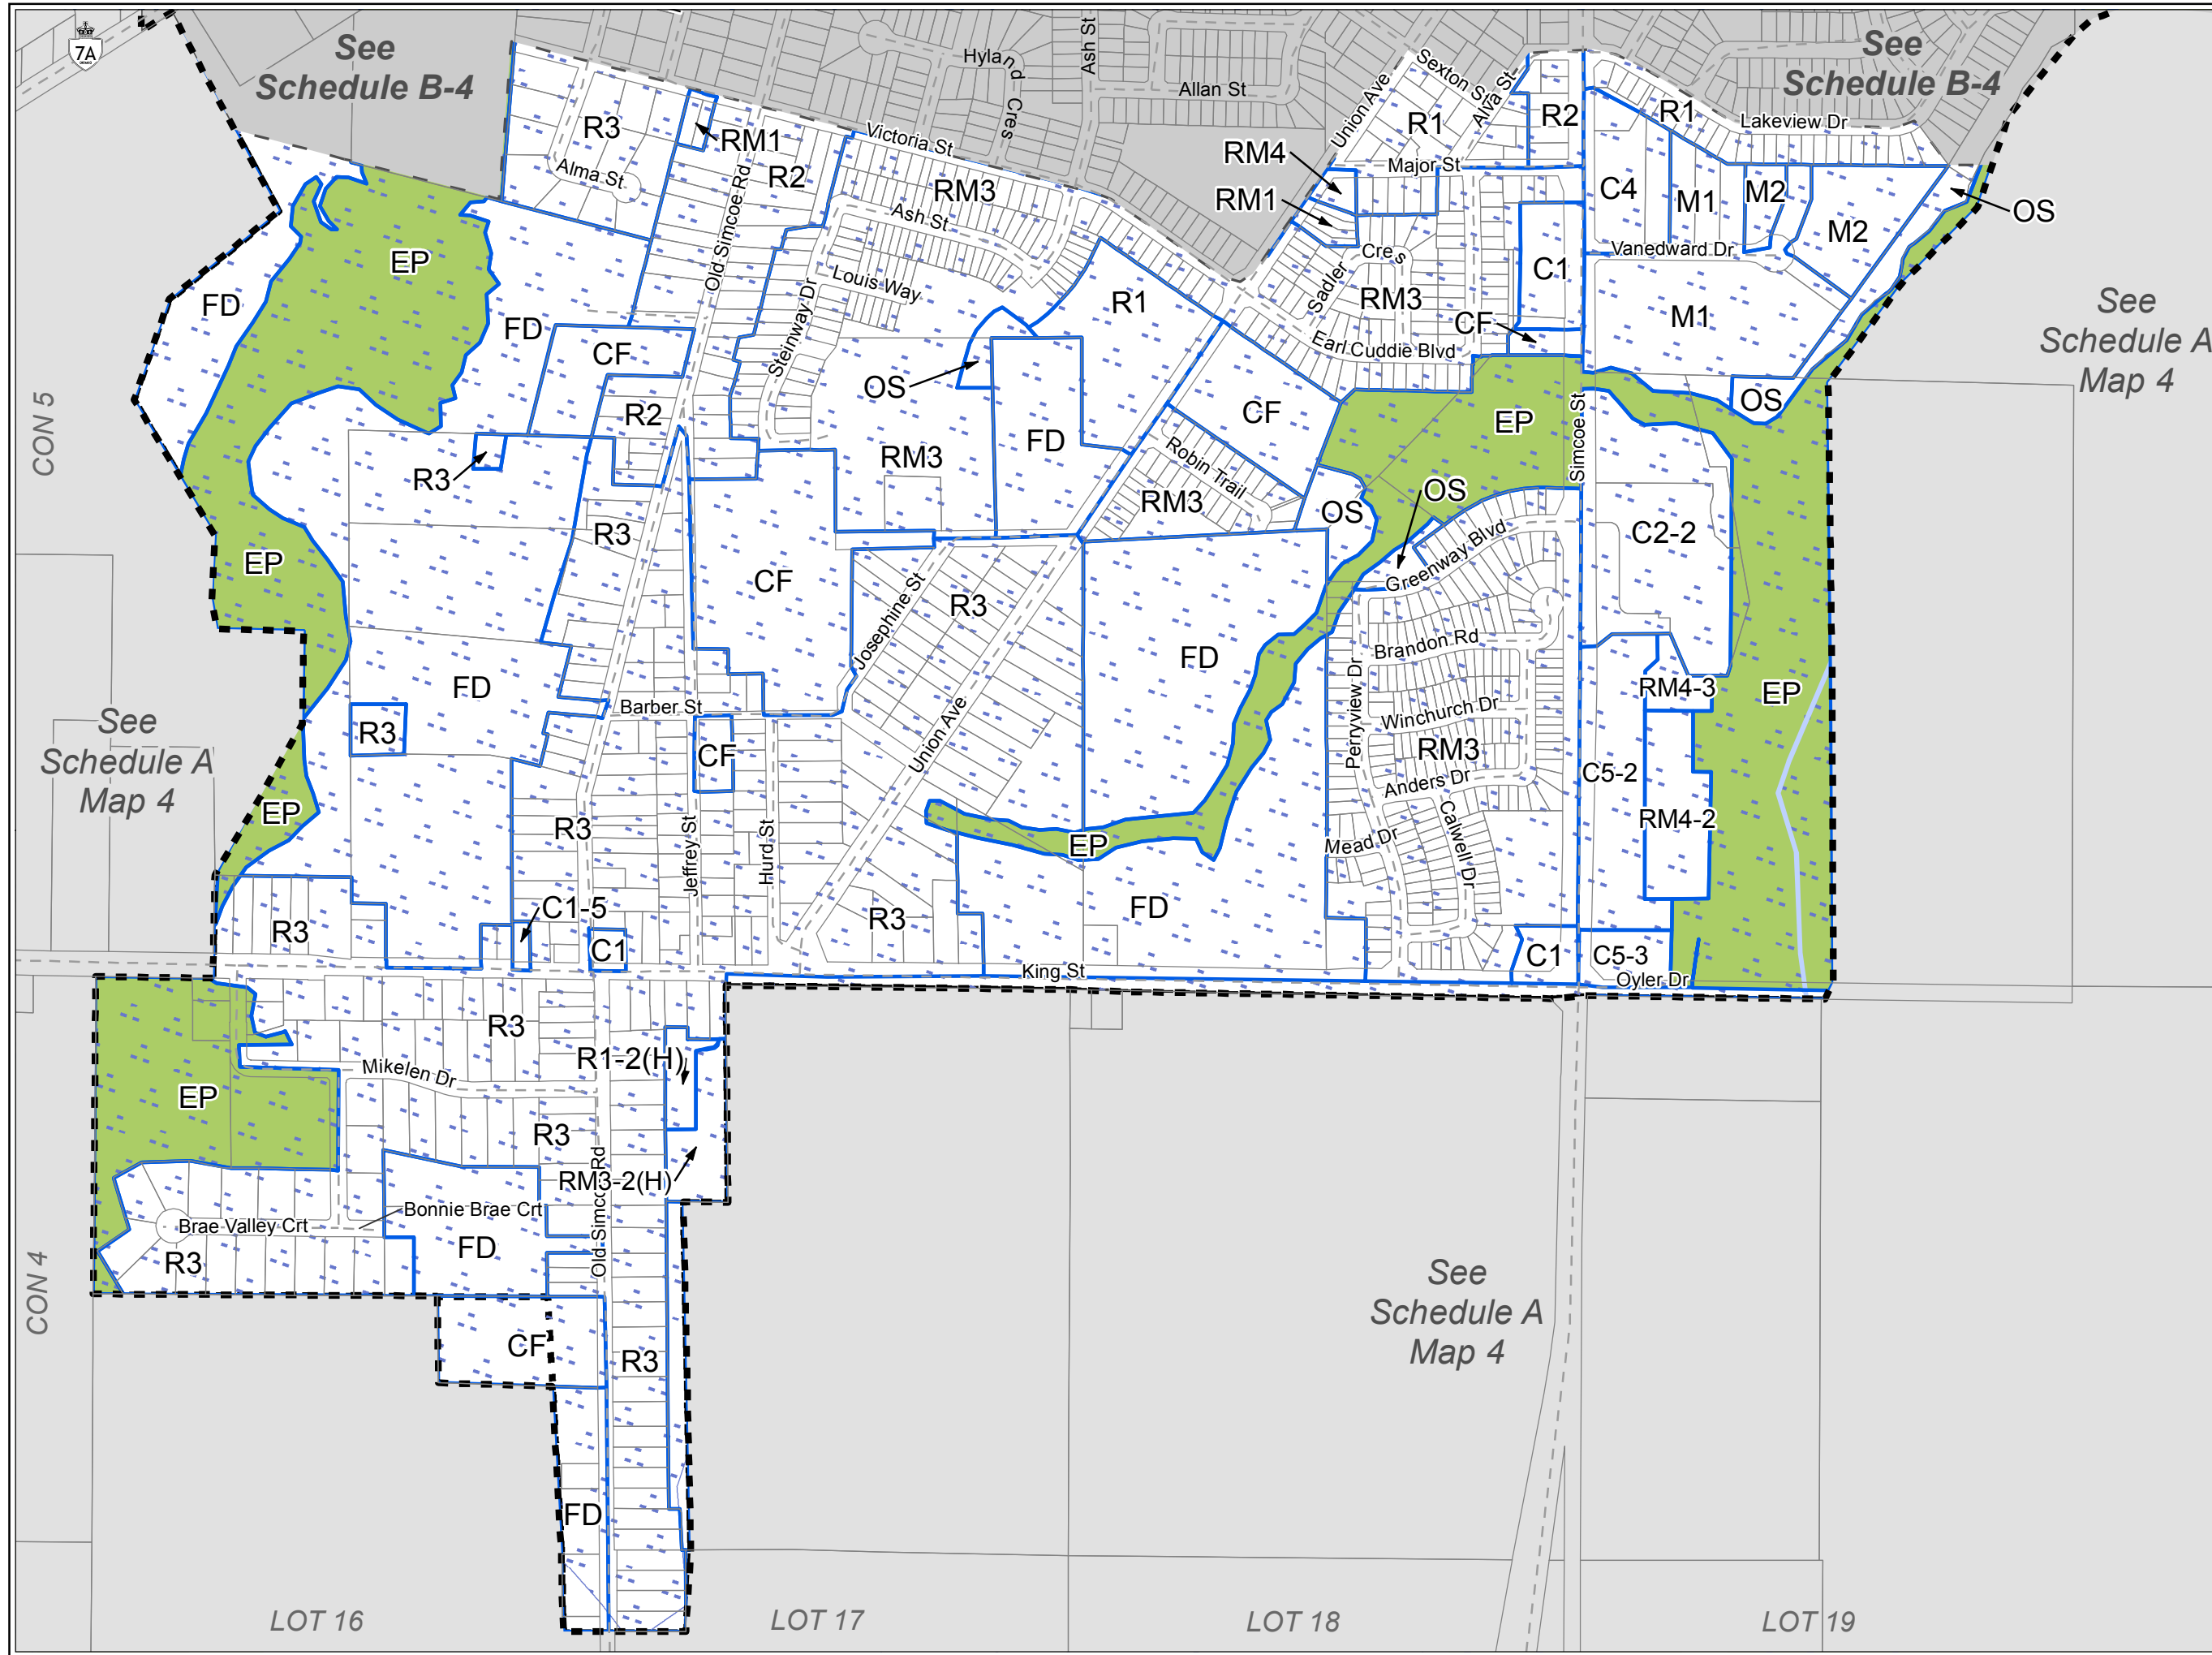 7A
ONTARIO
See
Schedule B-4
Hyland Cres
Ash St
Allan St
Union Ave
Sexton St
Alva St
R1
R2
R1
See
Schedule B-4
Lakeview Dr
R3
RM1
Alma St
Old Simcoe Rd
R2
Victoria St
RM3
Ash St
RM4
RM1
Major St
C4
M1
M2
M2
OS
Vanedward Dr
EP
FD
FD
Louis Way
Steinway Dr
R1
Sadler Cres
RM3
C1
CF
M1
See
Schedule A
Map 4
CF
R2
OS
Earl Cuddie Blvd
CF
EP
OS
CON 5
R3
RM3
FD
Robin Trail
RM3
OS
OS
Simcoe St
C2-2
EP
R3
CF
Josephine St
R3
Greenway Blvd
Brandon Rd
FD
FD
RM4-3
EP
See
Schedule A
Map 4
R3
Barber St
CF
Union Ave
Perryview Dr
Winchurch Dr
RM3
Anders Dr
C5-2
RM4-2
EP
R3
Jeffrey St
Hurd St
EP
Mead Dr
Calwell Dr
R3
C1-5
C1
R3
FD
C1
C5-3
King St
Oyler Dr
R3
R1-2(H)
Mikelen Dr
EP
R3
RM3-2(H)
Old Simcoe Rd
Bonnie Brae Crt
Brae Valley Crt
R3
FD
CON 4
CF
R3
See
Schedule A
Map 4
FD
LOT 16
LOT 17
LOT 18
LOT 19